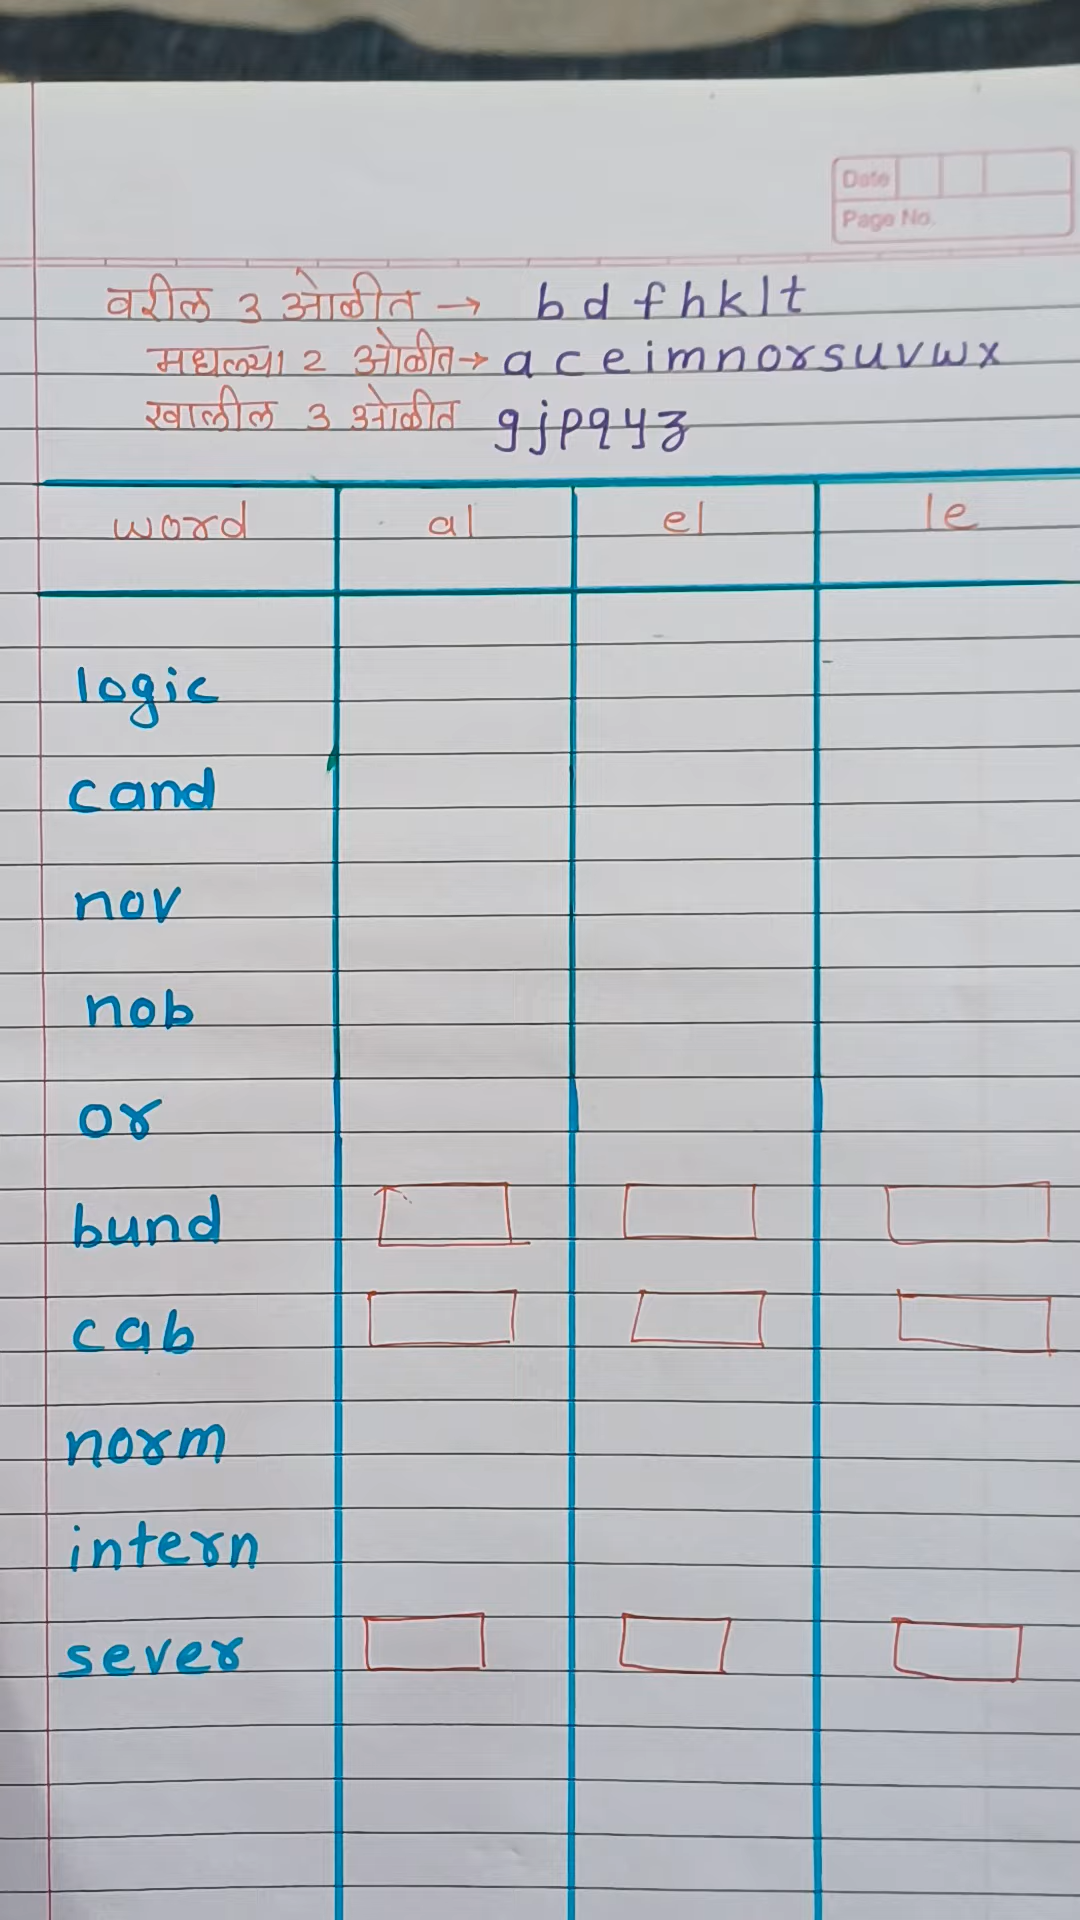 Date
Page No.
वरील 3 ओळीत → b d f h k l t
मधल्या 2 ओळीत → a c e i m n o r s u v w x
खालील 3 ओळीत g j p q y z
word al el le
logic
cand
nov
nob
or
bund
cab
norm
intern
sever